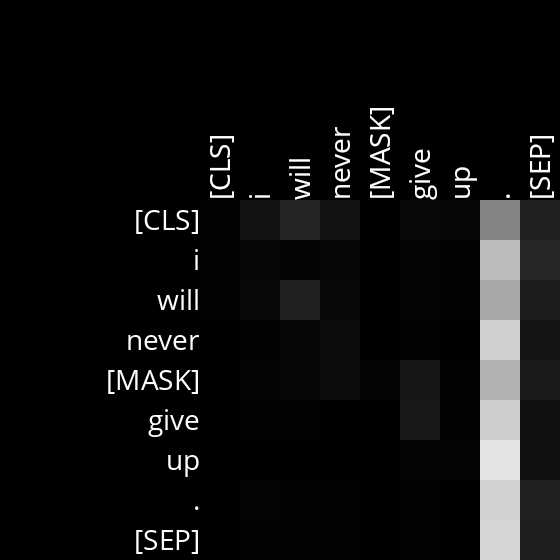 [CLS] i will never [MASK] give up . [SEP]
[CLS]
i
will
never
[MASK]
give
up
.
[SEP]